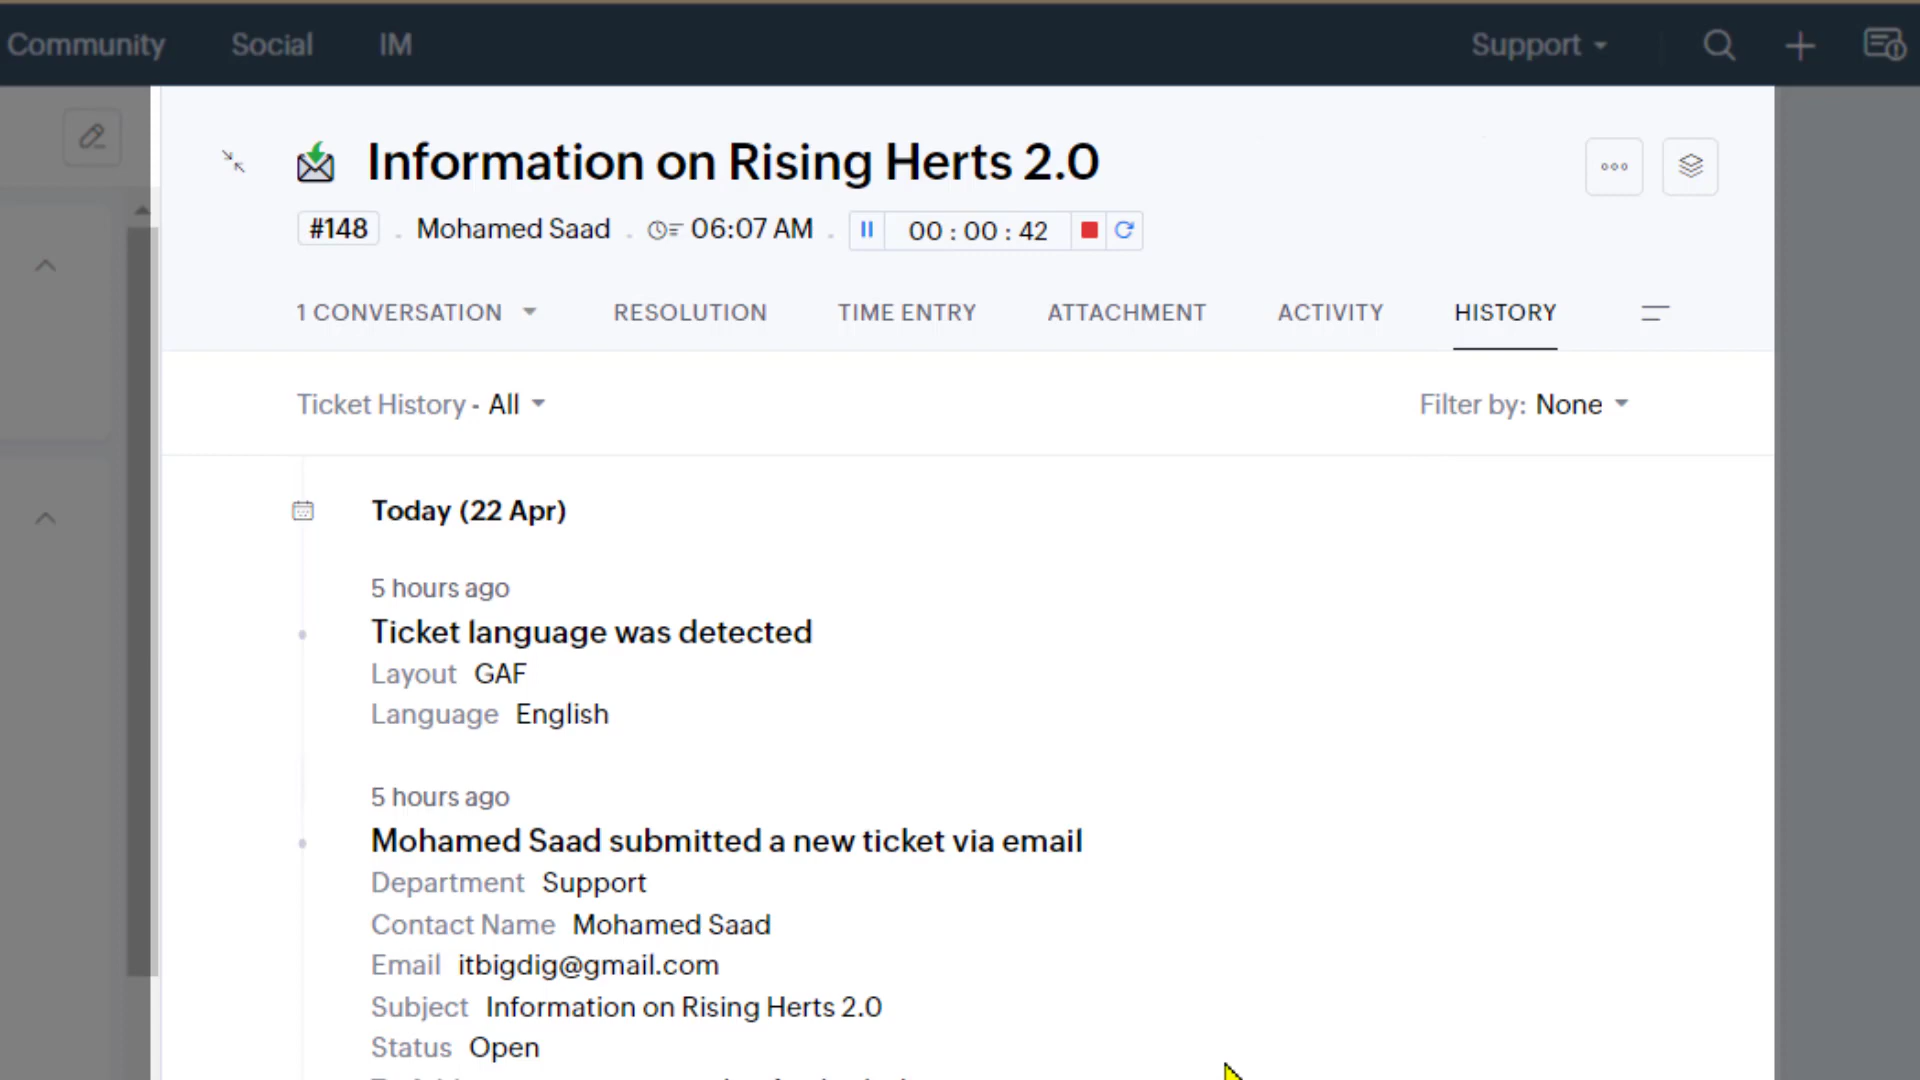 Community Social IM Support
Information on Rising Herts 2.0
#148 . Mohamed Saad . 06:07 AM . 00 : 00 : 42
1 CONVERSATION RESOLUTION TIME ENTRY ATTACHMENT ACTIVITY HISTORY
Ticket History - All Filter by: None
Today (22 Apr)
5 hours ago
Ticket language was detected
Layout GAF
Language English
5 hours ago
Mohamed Saad submitted a new ticket via email
Department Support
Contact Name Mohamed Saad
Email itbigdig@gmail.com
Subject Information on Rising Herts 2.0
Status Open